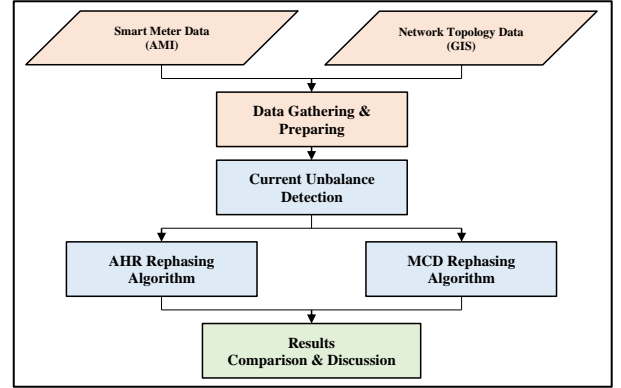 Smart Meter Data
(AMI)
Network Topology Data
(GIS)
Data Gathering &
Preparing
Current Unbalance
Detection
AHR Rephasing
Algorithm
MCD Rephasing
Algorithm
Results
Comparison & Discussion